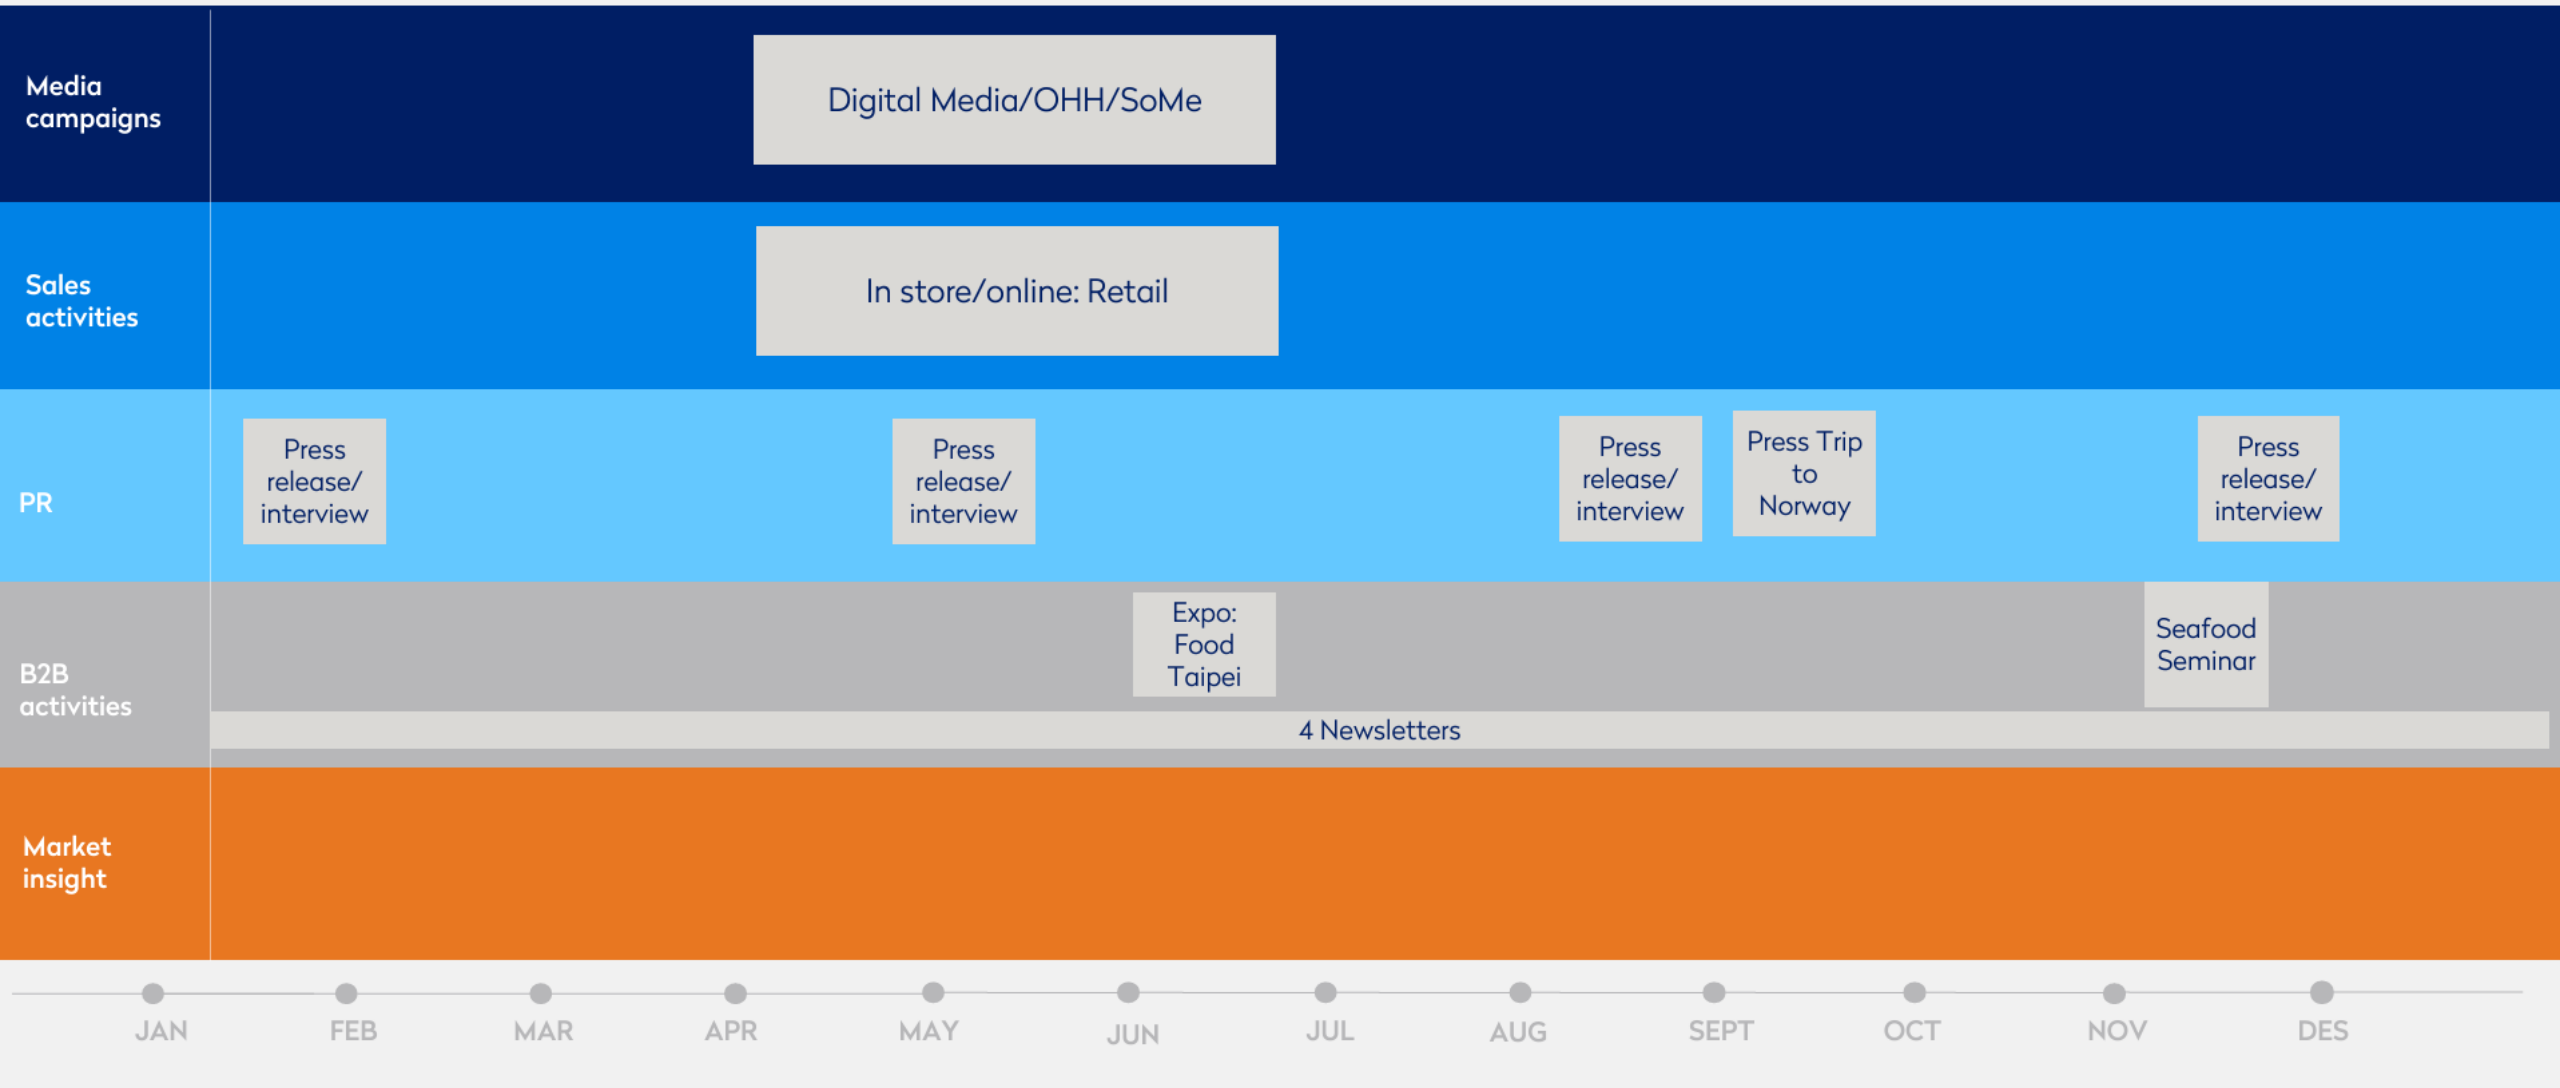 Media
campaigns
Digital Media/OHH/SoMe
Sales
activities
In store/online: Retail
PR
Press
release/
interview
Press
release/
interview
Press
release/
interview
Press Trip
to
Norway
Press
release/
interview
B2B
activities
Expo:
Food
Taipei
Seafood
Seminar
4 Newsletters
Market
insight
JAN
FEB
MAR
APR
MAY
JUN
JUL
AUG
SEPT
OCT
NOV
DES